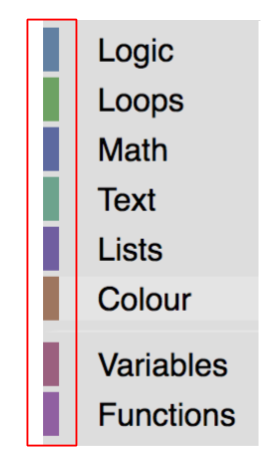 Logic
Loops
Math
Text
Lists
Colour
Variables
Functions